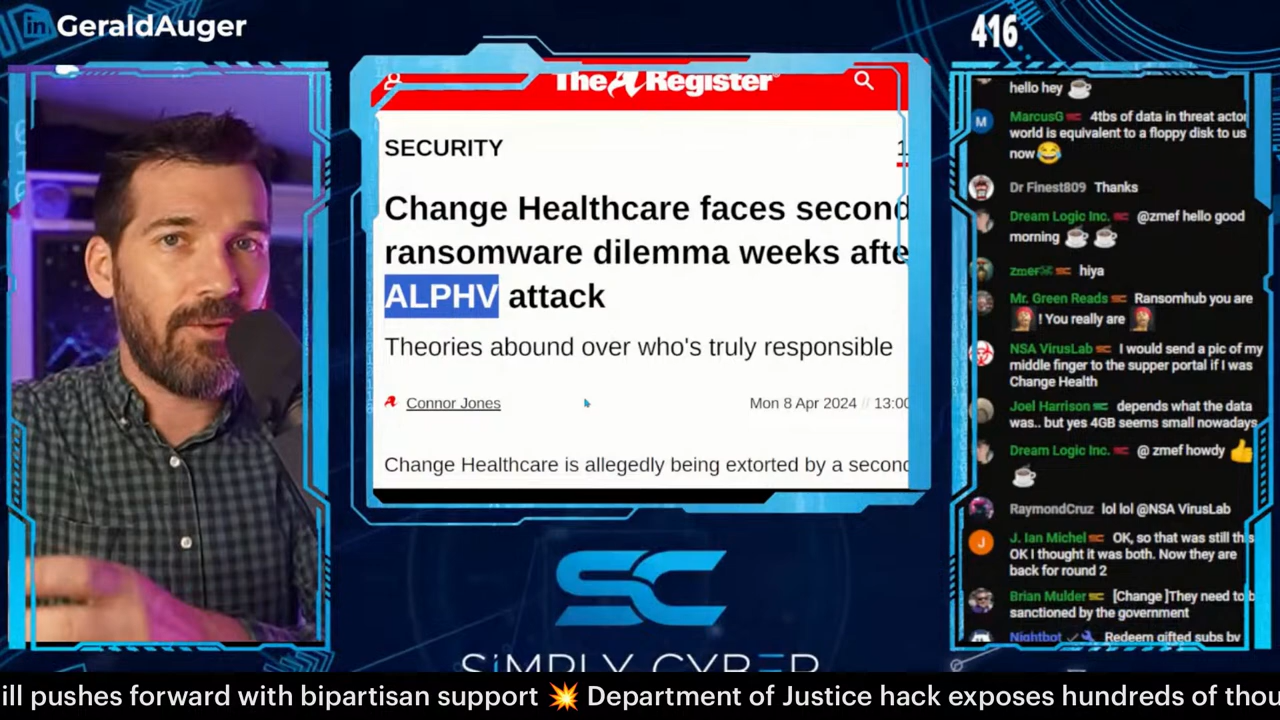 in GeraldAuger
416
The Register
SECURITY
Change Healthcare faces second
ransomware dilemma weeks afte
ALPHV attack
Theories abound over who's truly responsible
Connor Jones
Mon 8 Apr 2024 // 13:00
Change Healthcare is allegedly being extorted by a second
hello hey
MarcusG 4tbs of data in threat actor
world is equivalent to a floppy disk to us
now
Dr Finest809 Thanks
Dream Logic Inc. @zmef hello good
morning
zmef hiya
Mr. Green Reads Ransomhub you are
! You really are
NSA VirusLab I would send a pic of my
middle finger to the supper portal if I was
Change Health
Joel Harrison depends what the data
was.. but yes 4GB seems small nowadays
Dream Logic Inc. @ zmef howdy 👍
RaymondCruz lol lol @NSA VirusLab
J. Ian Michel OK, so that was still this
OK I thought it was both. Now they are
back for round 2
Brian Mulder [Change ]They need to b
sanctioned by the government
Nightbot Redeem gifted subs by
SC
SIMPLY CYBER
ill pushes forward with bipartisan support 💥 Department of Justice hack exposes hundreds of thou